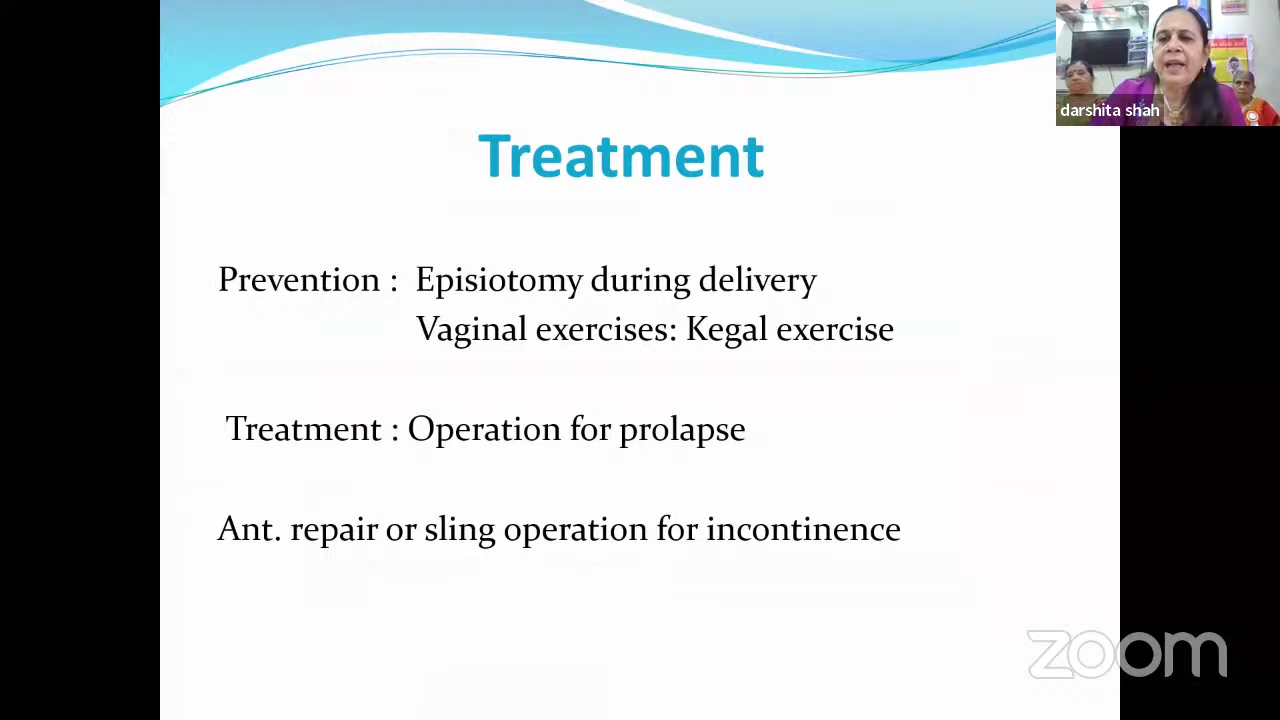 darshita shah
Treatment
Prevention : Episiotomy during delivery
Vaginal exercises: Kegal exercise
Treatment : Operation for prolapse
Ant. repair or sling operation for incontinence
zoom